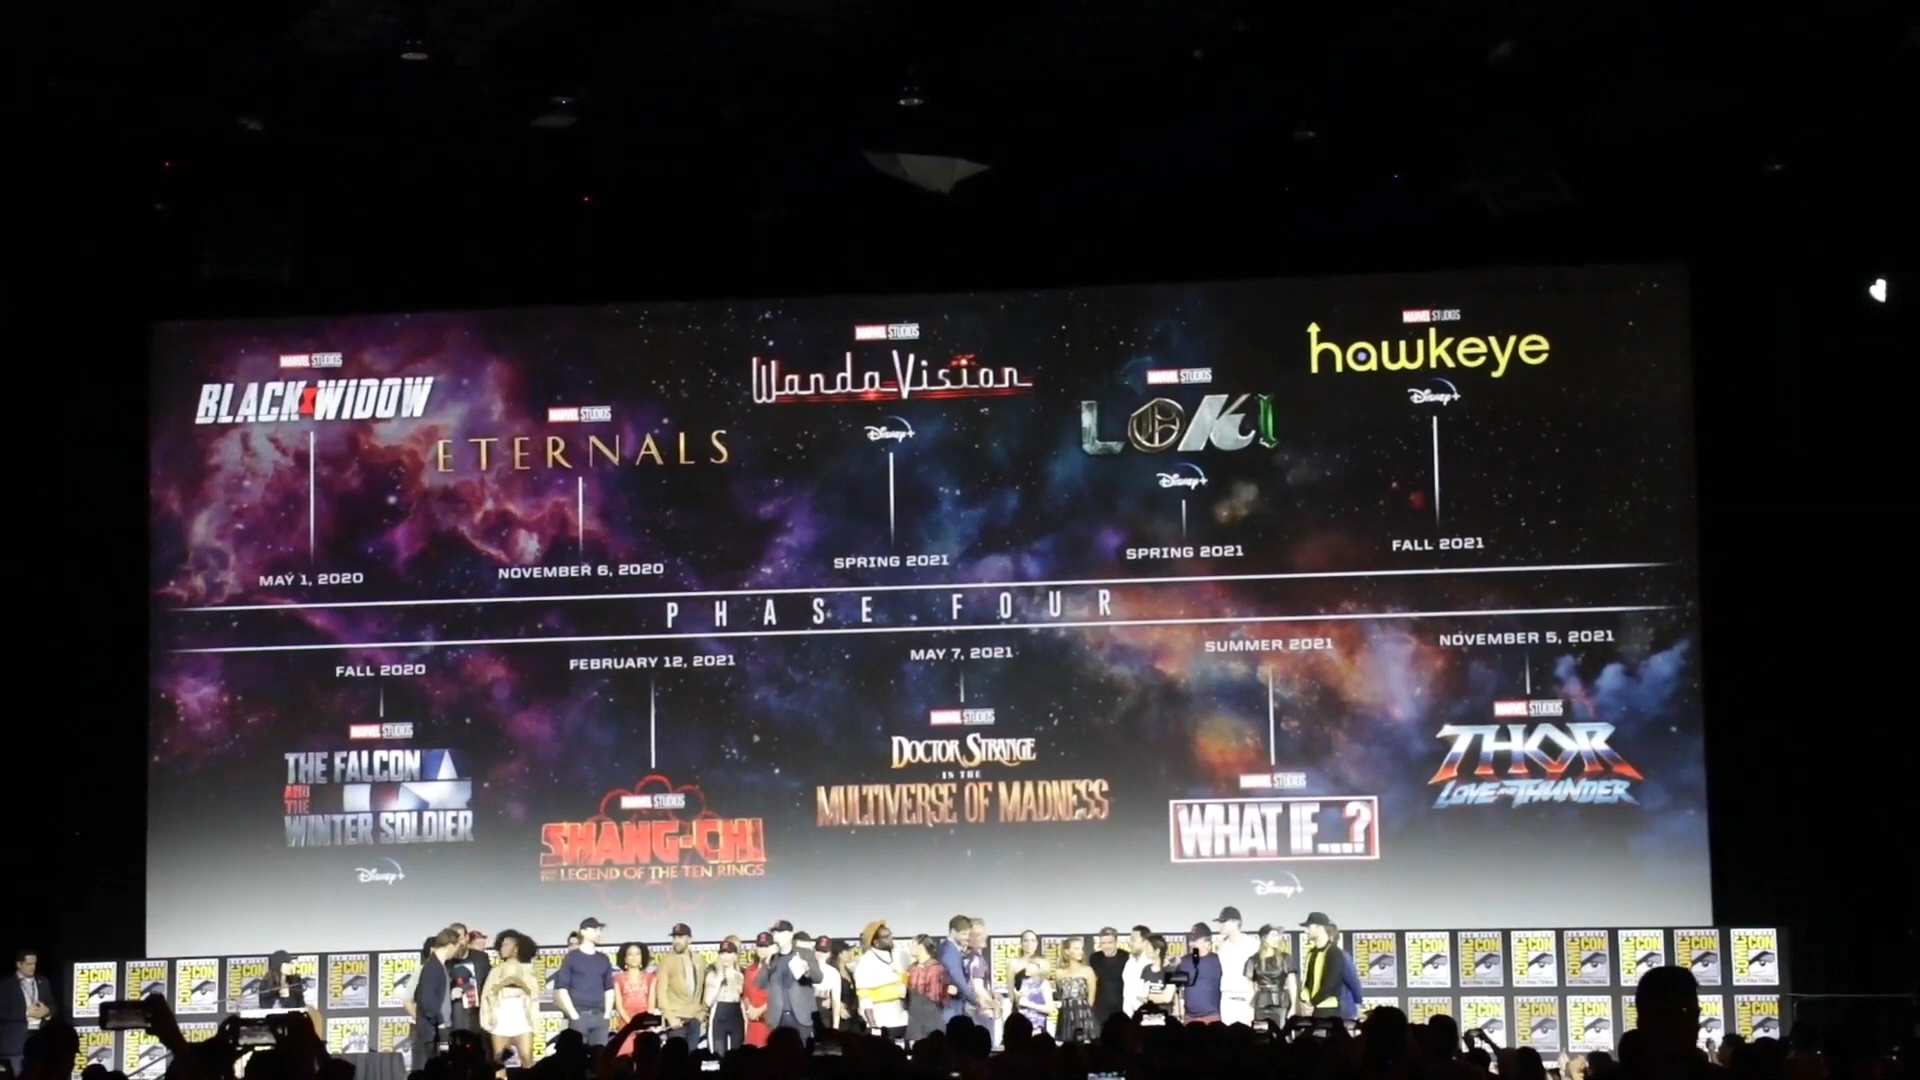 MARVEL STUDIOS
BLACK WIDOW
MAY 1, 2020
MARVEL STUDIOS
ETERNALS
NOVEMBER 6, 2020
MARVEL STUDIOS
WandaVision
Disney+
SPRING 2021
MARVEL STUDIOS
LOKI
Disney+
SPRING 2021
MARVEL STUDIOS
hawkeye
Disney+
FALL 2021
PHASE FOUR
FALL 2020
MARVEL STUDIOS
THE FALCON
AND THE
WINTER SOLDIER
Disney+
FEBRUARY 12, 2021
MARVEL STUDIOS
SHANG-CHI
AND THE LEGEND OF THE TEN RINGS
MAY 7, 2021
MARVEL STUDIOS
DOCTOR STRANGE
IN THE
MULTIVERSE OF MADNESS
SUMMER 2021
MARVEL STUDIOS
WHAT IF...?
Disney+
NOVEMBER 5, 2021
MARVEL STUDIOS
THOR
LOVE AND THUNDER
SAN DIEGO
COMIC CON
INTERNATIONAL